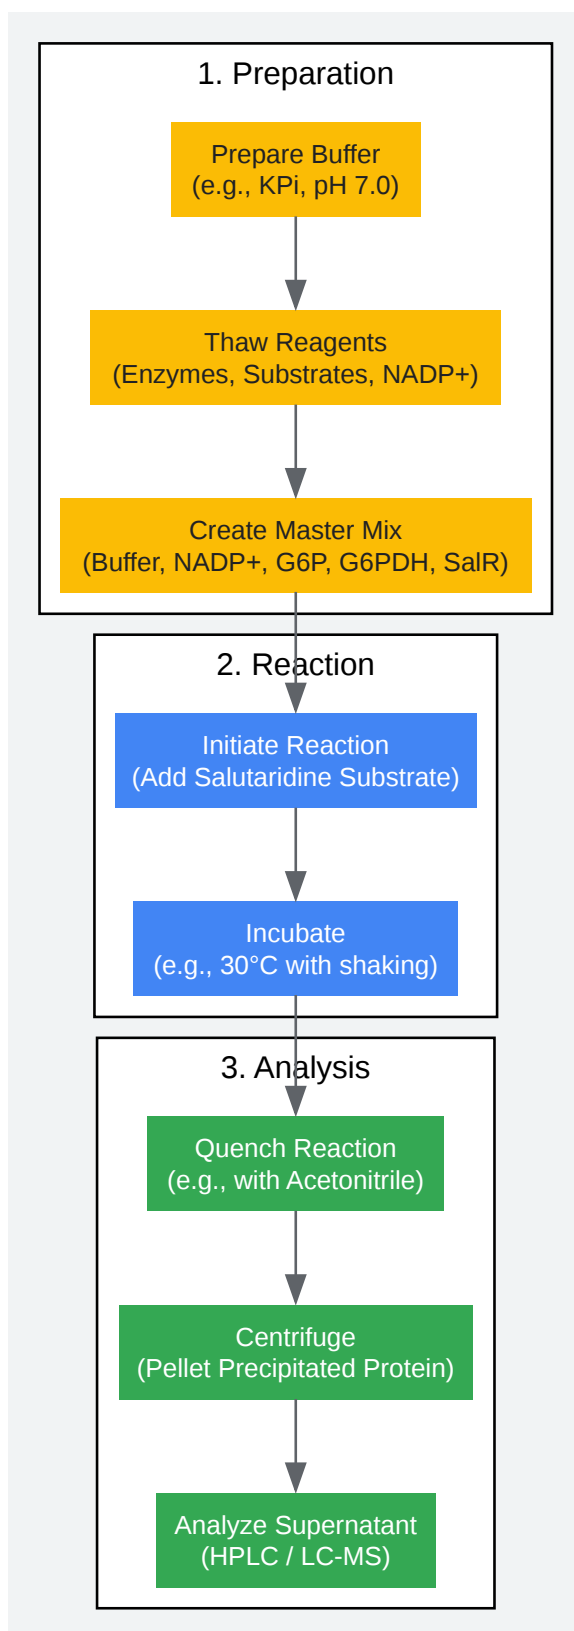 1. Preparation
Prepare Buffer
(e.g., KPi, pH 7.0)
Thaw Reagents
(Enzymes, Substrates, NADP+)
Create Master Mix
(Buffer, NADP+, G6P, G6PDH, SalR)
2. Reaction
Initiate Reaction
(Add Salutaridine Substrate)
Incubate
(e.g., 30°C with shaking)
3. Analysis
Quench Reaction
(e.g., with Acetonitrile)
Centrifuge
(Pellet Precipitated Protein)
Analyze Supernatant
(HPLC / LC-MS)